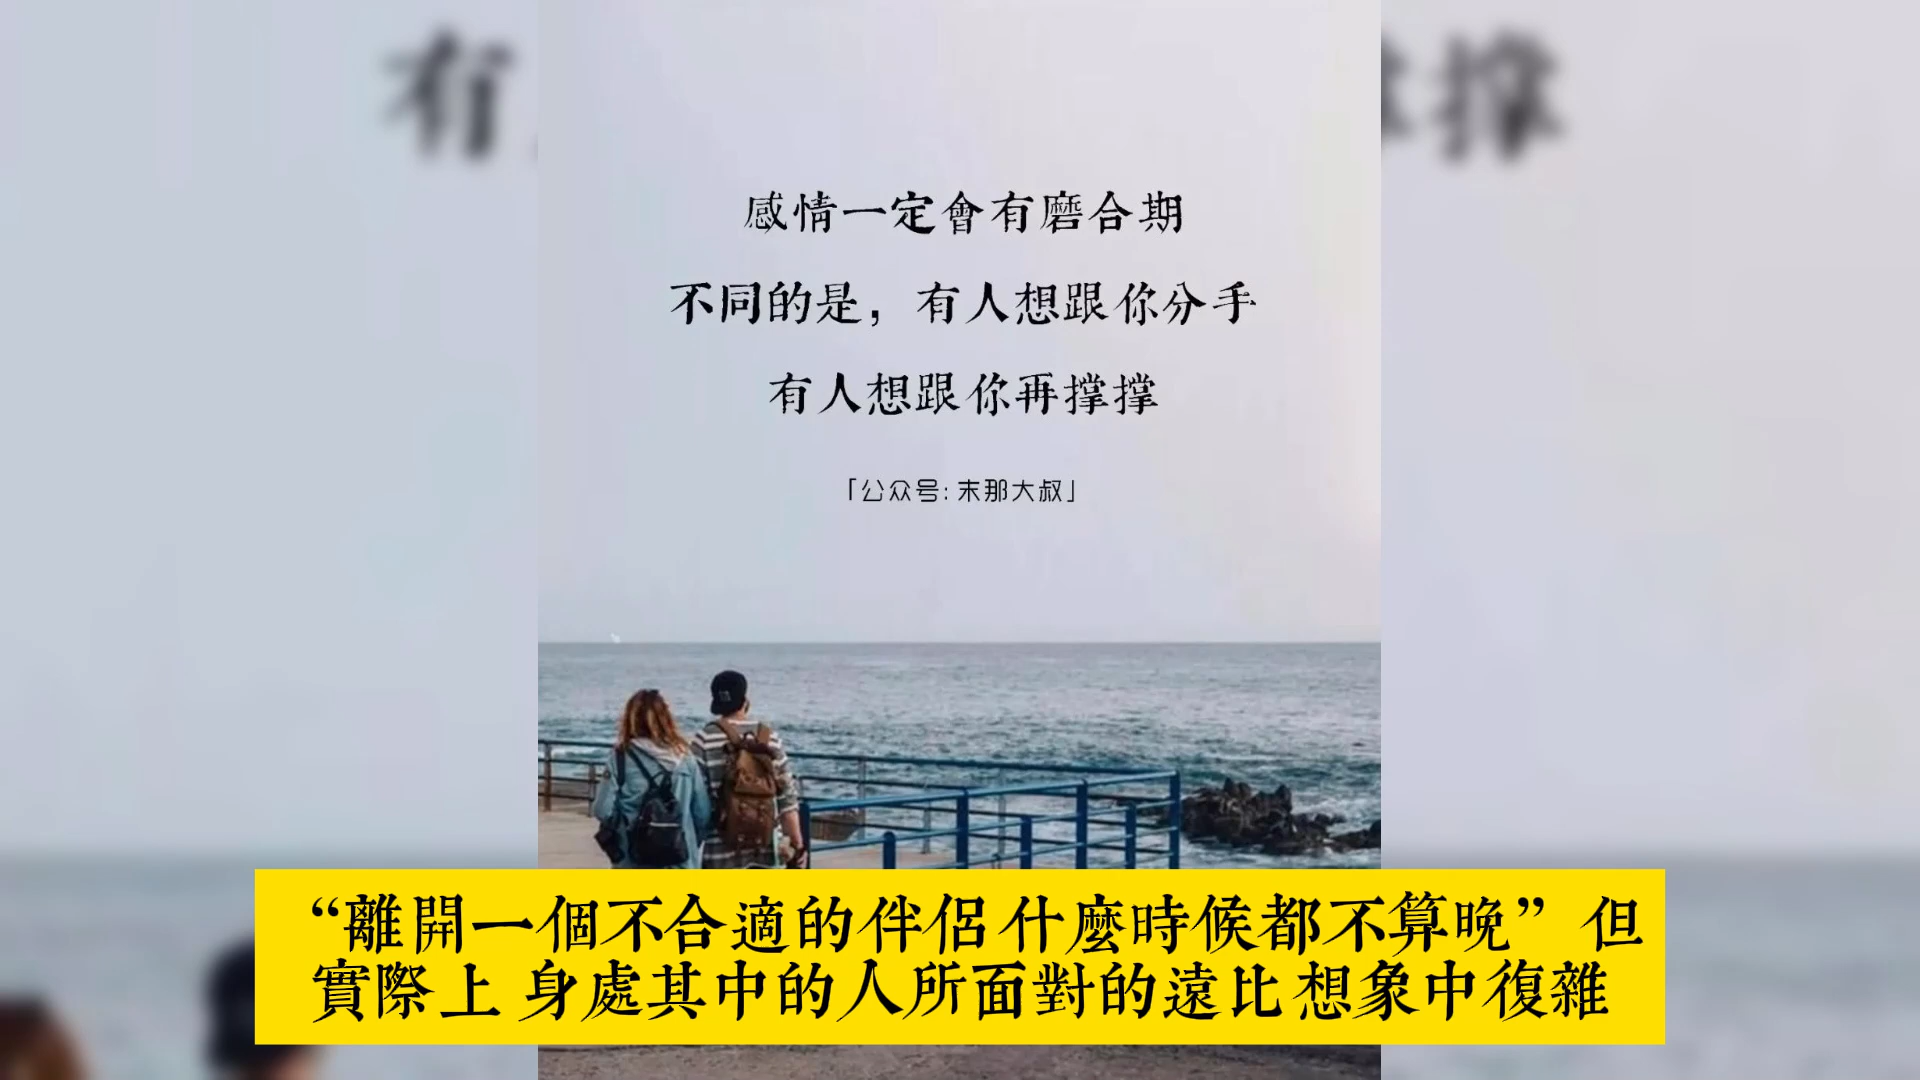 有 撑
感情一定會有磨合期
不同的是，有人想跟你分手
有人想跟你再撐撐
「公众号:末那大叔」
“離開一個不合適的伴侶 什麼時候都不算晚”但
實際上 身處其中的人所面對的遠比想象中復雜